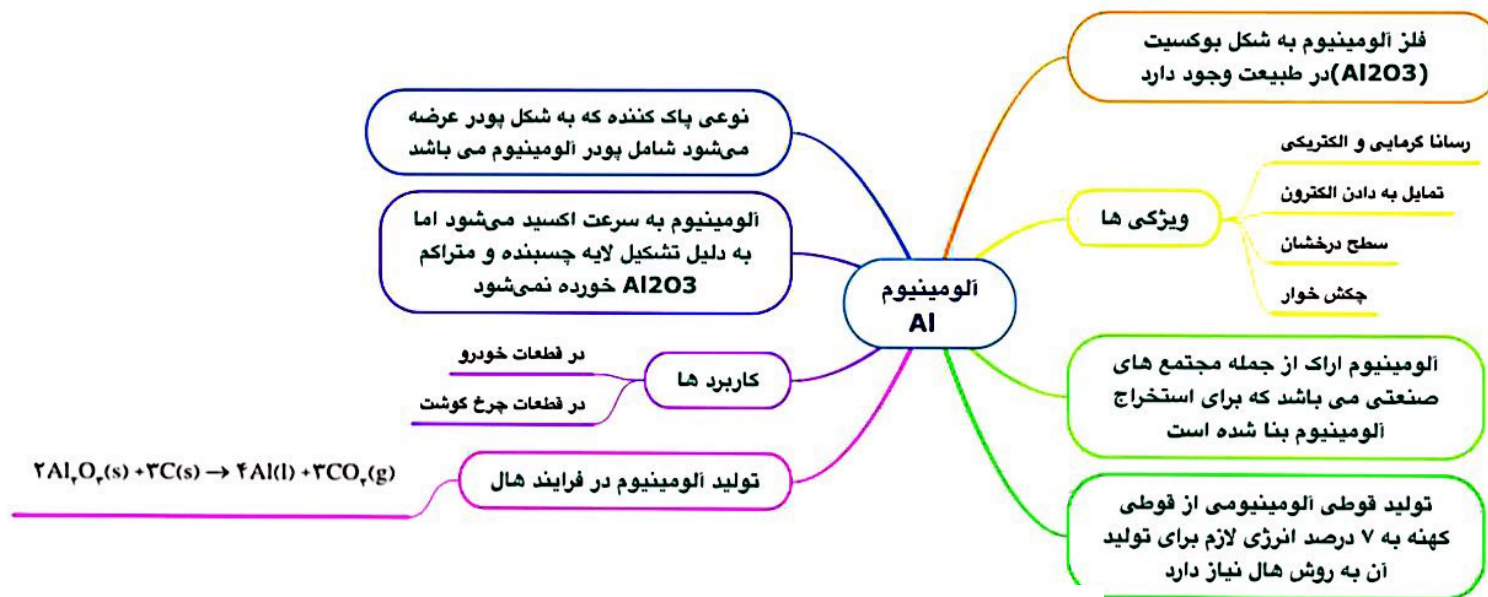 فلز آلومینیوم به شکل بوکسیت
(Al2O3)در طبیعت وجود دارد
رسانا گرمایی و الکتریکی
تمایل به دادن الکترون
ویژگی ها
سطح درخشان
چکش خوار
آلومینیوم اراک از جمله مجتمع های
صنعتی می باشد که برای استخراج
آلومینیوم بنا شده است
تولید قوطی آلومینیومی از قوطی
کهنه به ۷ درصد انرژی لازم برای تولید
آن به روش هال نیاز دارد
آلومینیوم
Al
نوعی پاک کننده که به شکل پودر عرضه
می‌شود شامل پودر آلومینیوم می باشد
آلومینیوم به سرعت اکسید می‌شود اما
به دلیل تشکیل لایه چسبنده و متراکم
Al2O3 خورده نمی‌شود
کاربرد ها
در قطعات خودرو
در قطعات چرخ گوشت
تولید آلومینیوم در فرایند هال
۲Al₂O₃(s) +۳C(s) → ۴Al(l) +۳CO₂(g)